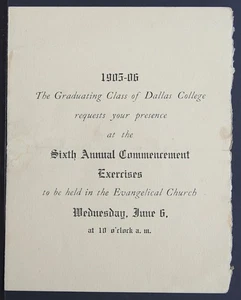 1905-06
The Graduating Class of Dallas College
requests your presence
at the
Sixth Annual Commencement
Exercises
to be held in the Evangelical Church
Wednesday, June 6,
at 10 o'clock a. m.